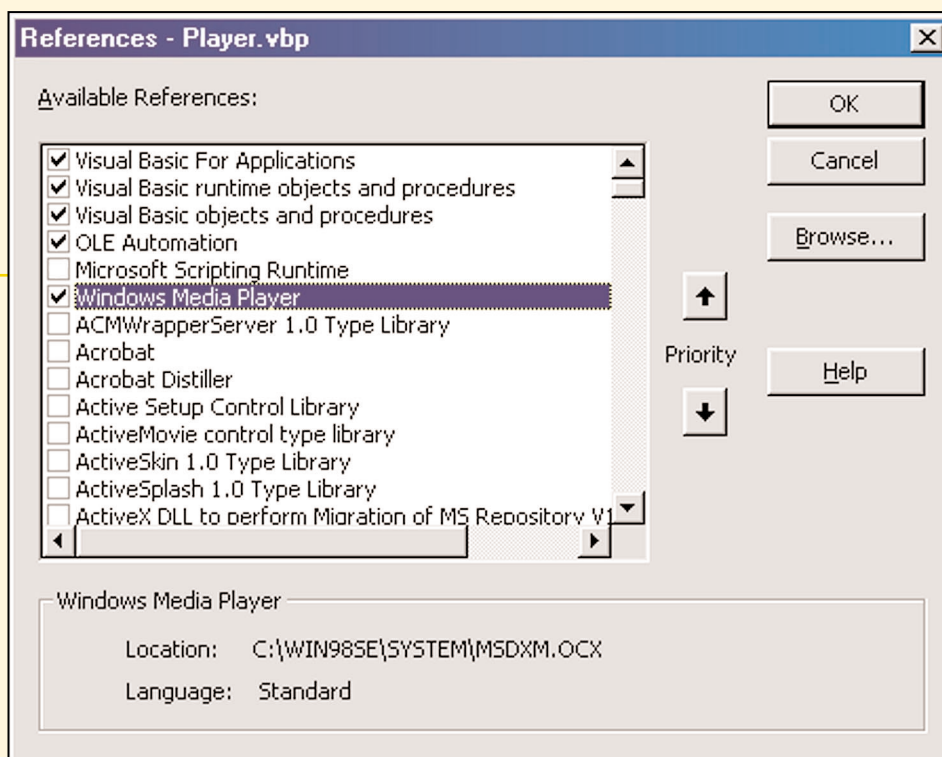 References - Player.vbp
Available References:
Visual Basic For Applications
Visual Basic runtime objects and procedures
Visual Basic objects and procedures
OLE Automation
Microsoft Scripting Runtime
Windows Media Player
ACMWrapperServer 1.0 Type Library
Acrobat
Acrobat Distiller
Active Setup Control Library
ActiveMovie control type library
ActiveSkin 1.0 Type Library
ActiveSplash 1.0 Type Library
ActiveX DLL to perform Migration of MS Repository V1
OK
Cancel
Browse...
Priority
Help
Windows Media Player
Location: C:\WIN98SE\SYSTEM\MSDXM.OCX
Language: Standard